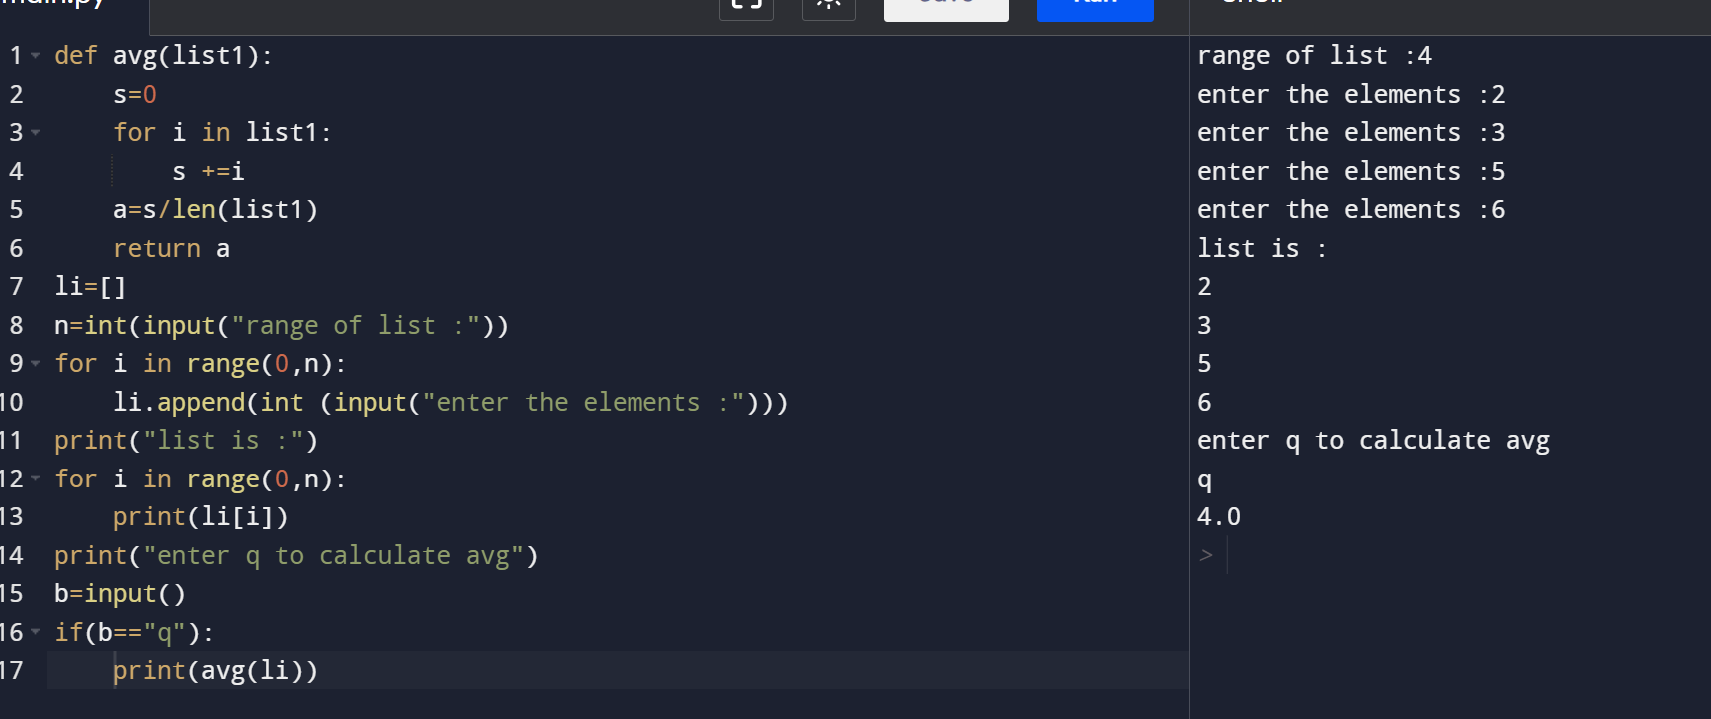 main.py
Save
Run
Shell
1 def avg(list1):
2     s=0
3     for i in list1:
4         s +=i
5     a=s/len(list1)
6     return a
7 li=[]
8 n=int(input("range of list :"))
9 for i in range(0,n):
10     li.append(int (input("enter the elements :")))
11 print("list is :")
12 for i in range(0,n):
13     print(li[i])
14 print("enter q to calculate avg")
15 b=input()
16 if(b=="q"):
17     print(avg(li))
range of list :4
enter the elements :2
enter the elements :3
enter the elements :5
enter the elements :6
list is :
2
3
5
6
enter q to calculate avg
q
4.0
>